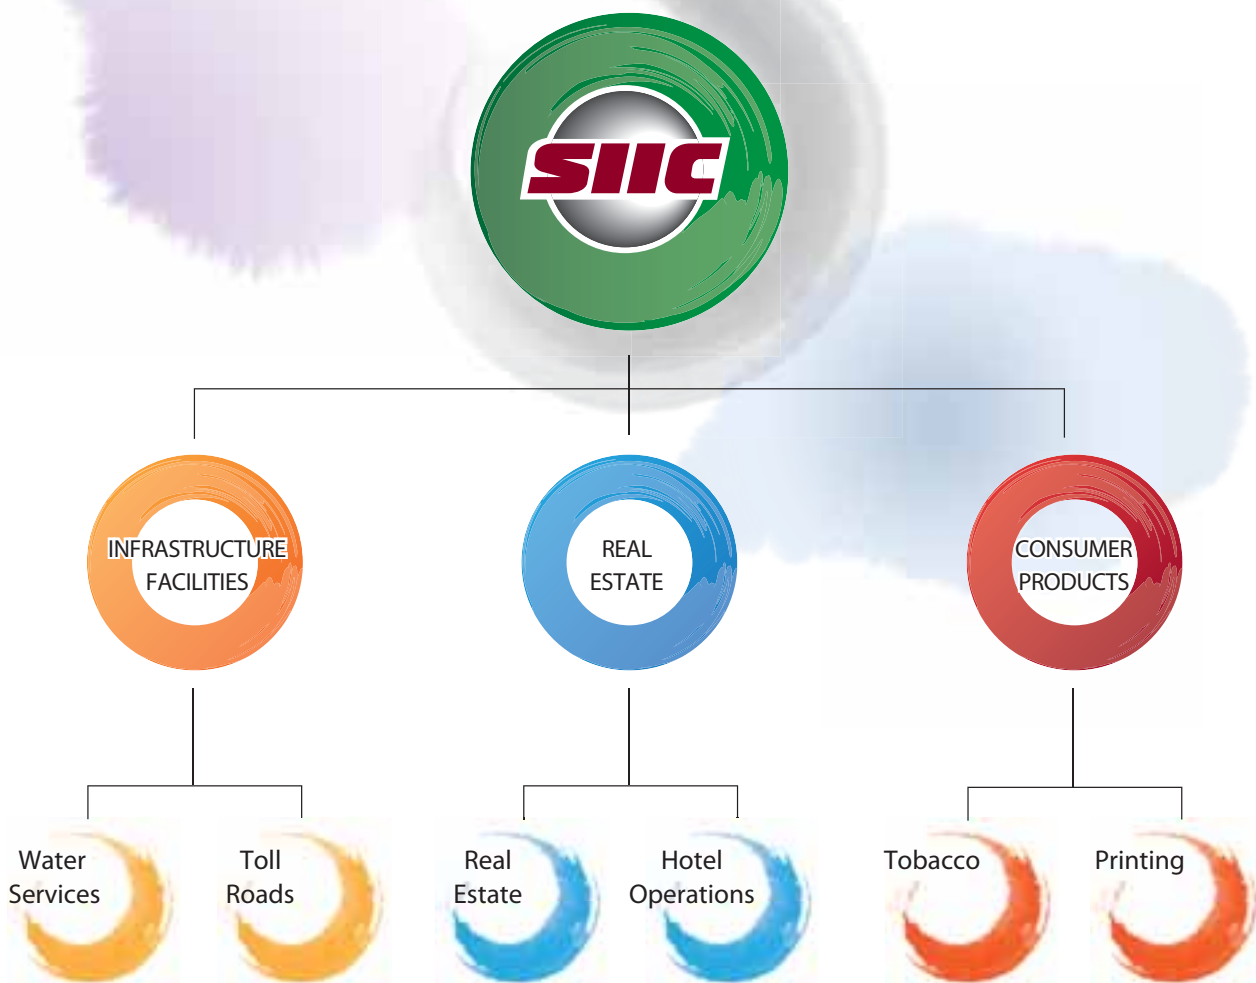 SIIC
INFRASTRUCTURE
FACILITIES
REAL
ESTATE
CONSUMER
PRODUCTS
Water
Services
Toll
Roads
Real
Estate
Hotel
Operations
Tobacco
Printing